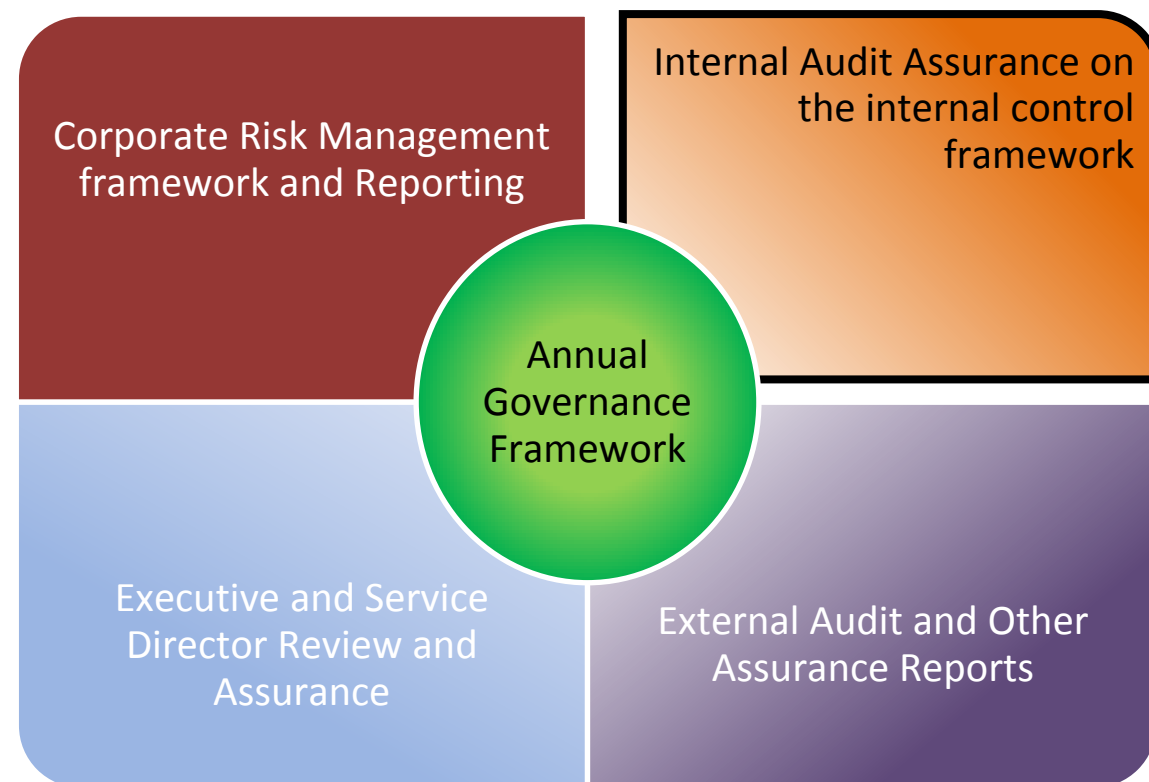 Corporate Risk Management
framework and Reporting
Internal Audit Assurance on
the internal control
framework
Annual
Governance
Framework
Executive and Service
Director Review and
Assurance
External Audit and Other
Assurance Reports